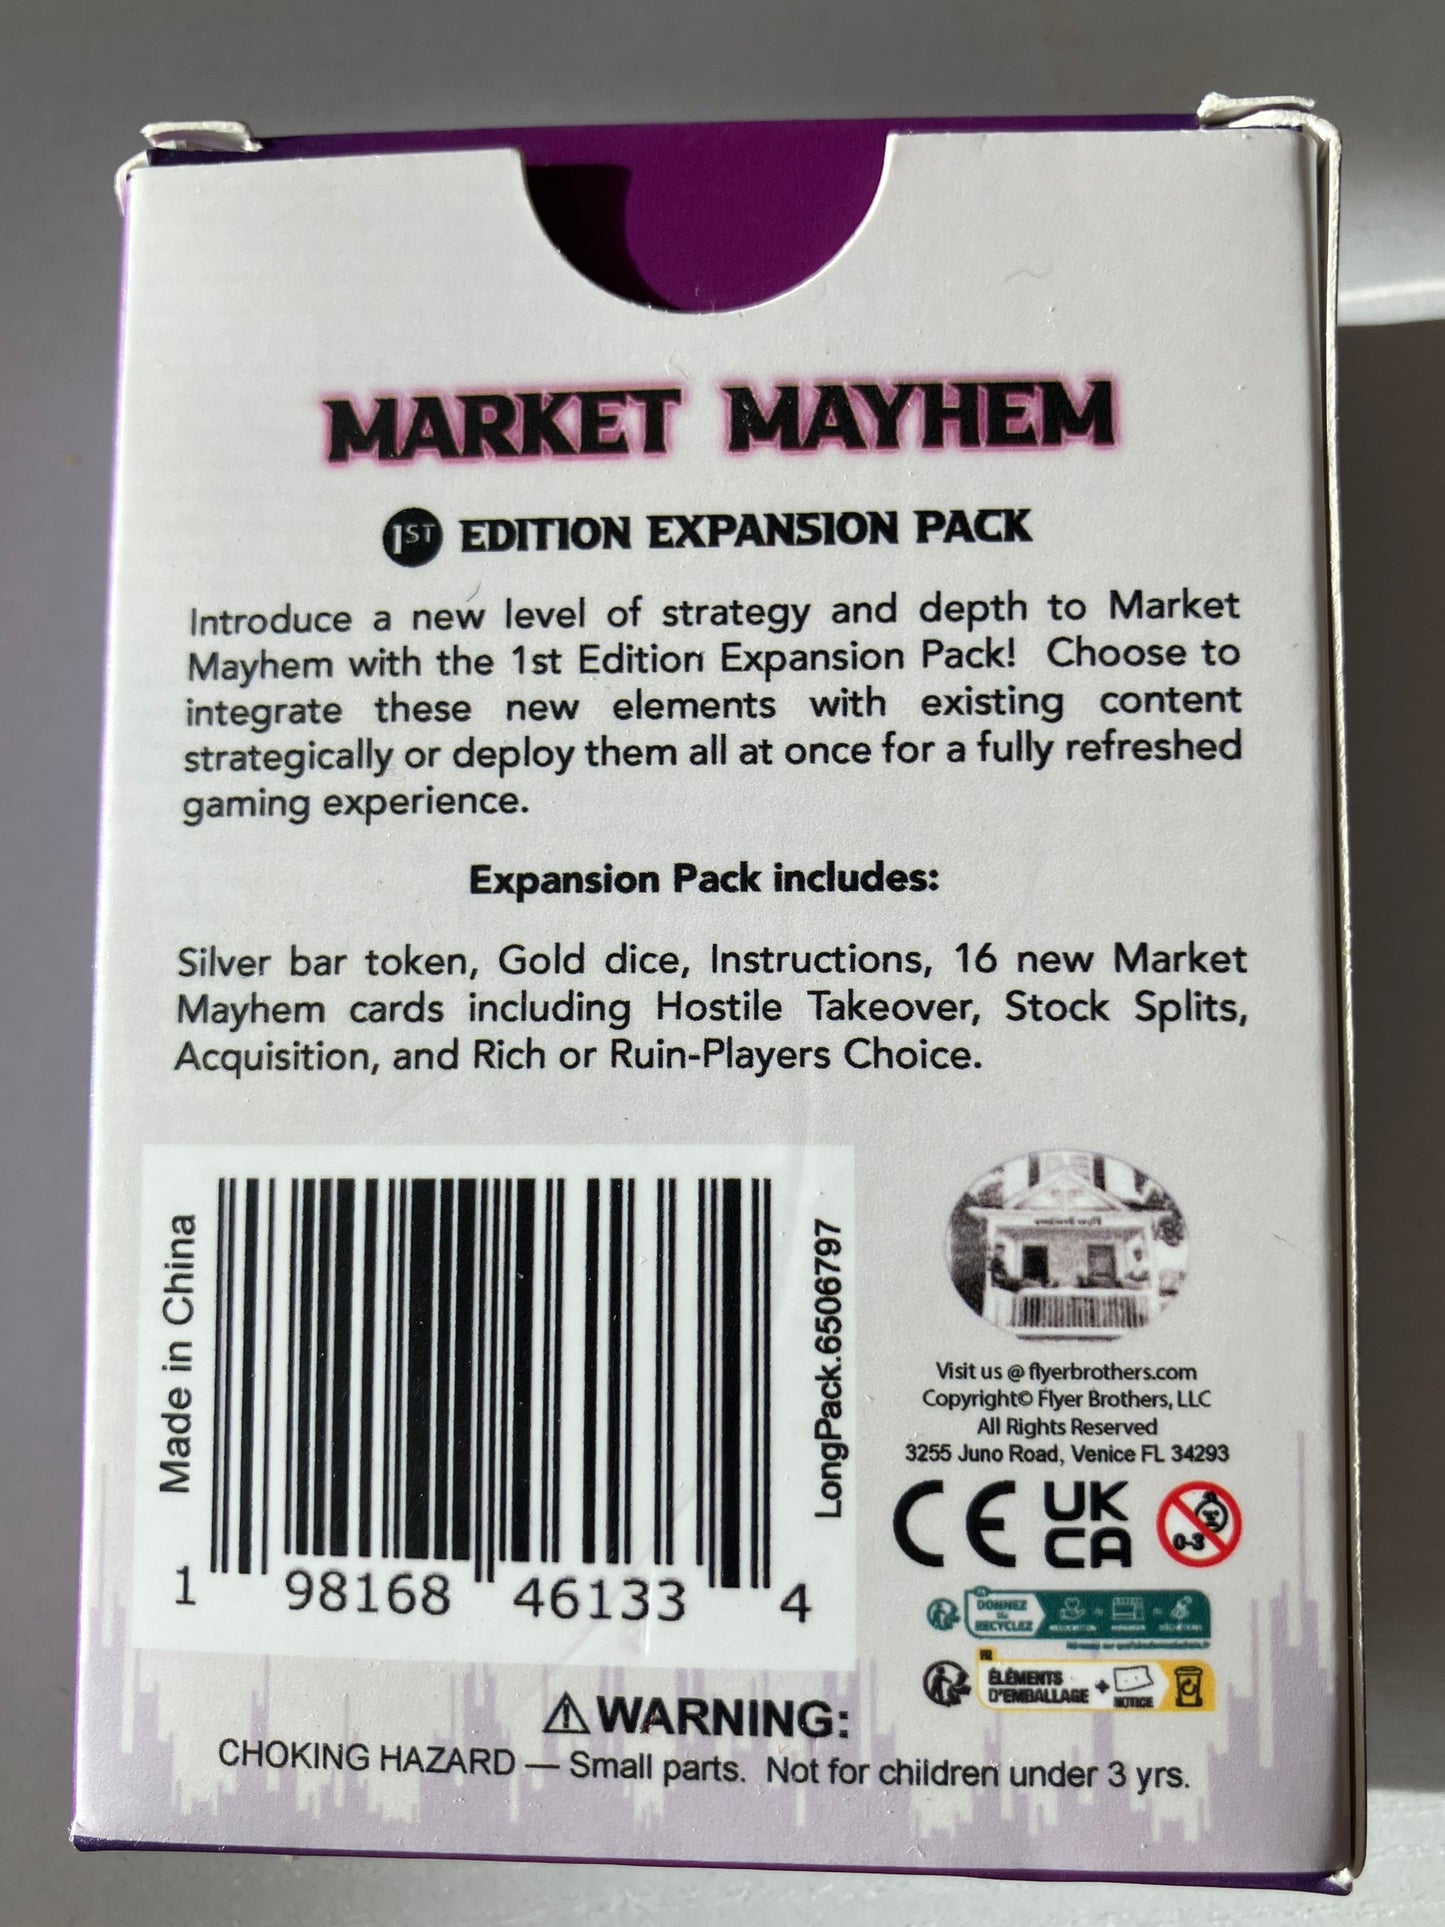 MARKET MAYHEM
1ST EDITION EXPANSION PACK
Introduce a new level of strategy and depth to Market
Mayhem with the 1st Edition Expansion Pack! Choose to
integrate these new elements with existing content
strategically or deploy them all at once for a fully refreshed
gaming experience.
Expansion Pack includes:
Silver bar token, Gold dice, Instructions, 16 new Market
Mayhem cards including Hostile Takeover, Stock Splits,
Acquisition, and Rich or Ruin-Players Choice.
Made in China
1 98168 46133 4
LongPack.6506797
Visit us @ flyerbrothers.com
Copyright© Flyer Brothers, LLC
All Rights Reserved
3255 Juno Road, Venice FL 34293
CE UK
CA
0-3
DONNEZ
RECYCLEZ
FR
ÉLÉMENTS
D'EMBALLAGE + NOTICE
⚠WARNING:
CHOKING HAZARD — Small parts. Not for children under 3 yrs.